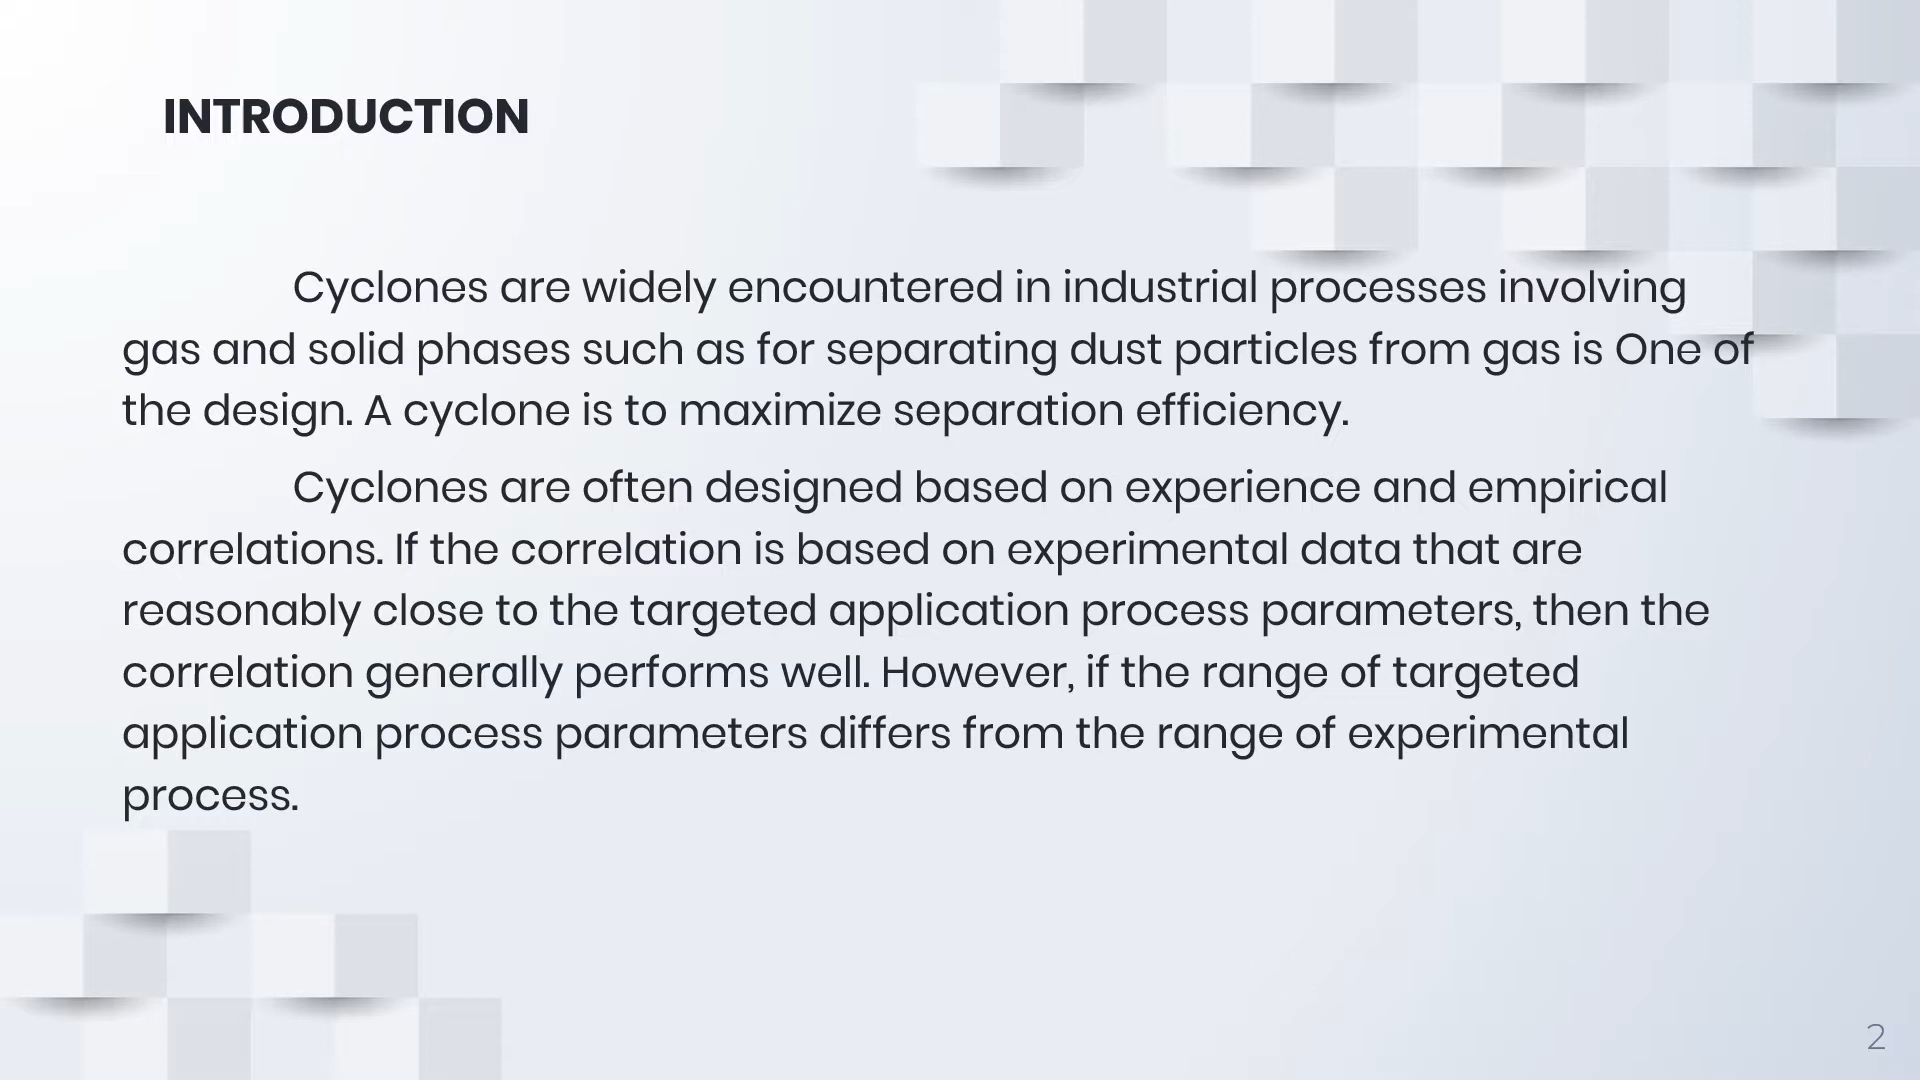 INTRODUCTION
Cyclones are widely encountered in industrial processes involving
gas and solid phases such as for separating dust particles from gas is One of
the design. A cyclone is to maximize separation efficiency.
Cyclones are often designed based on experience and empirical
correlations. If the correlation is based on experimental data that are
reasonably close to the targeted application process parameters, then the
correlation generally performs well. However, if the range of targeted
application process parameters differs from the range of experimental
process.
2